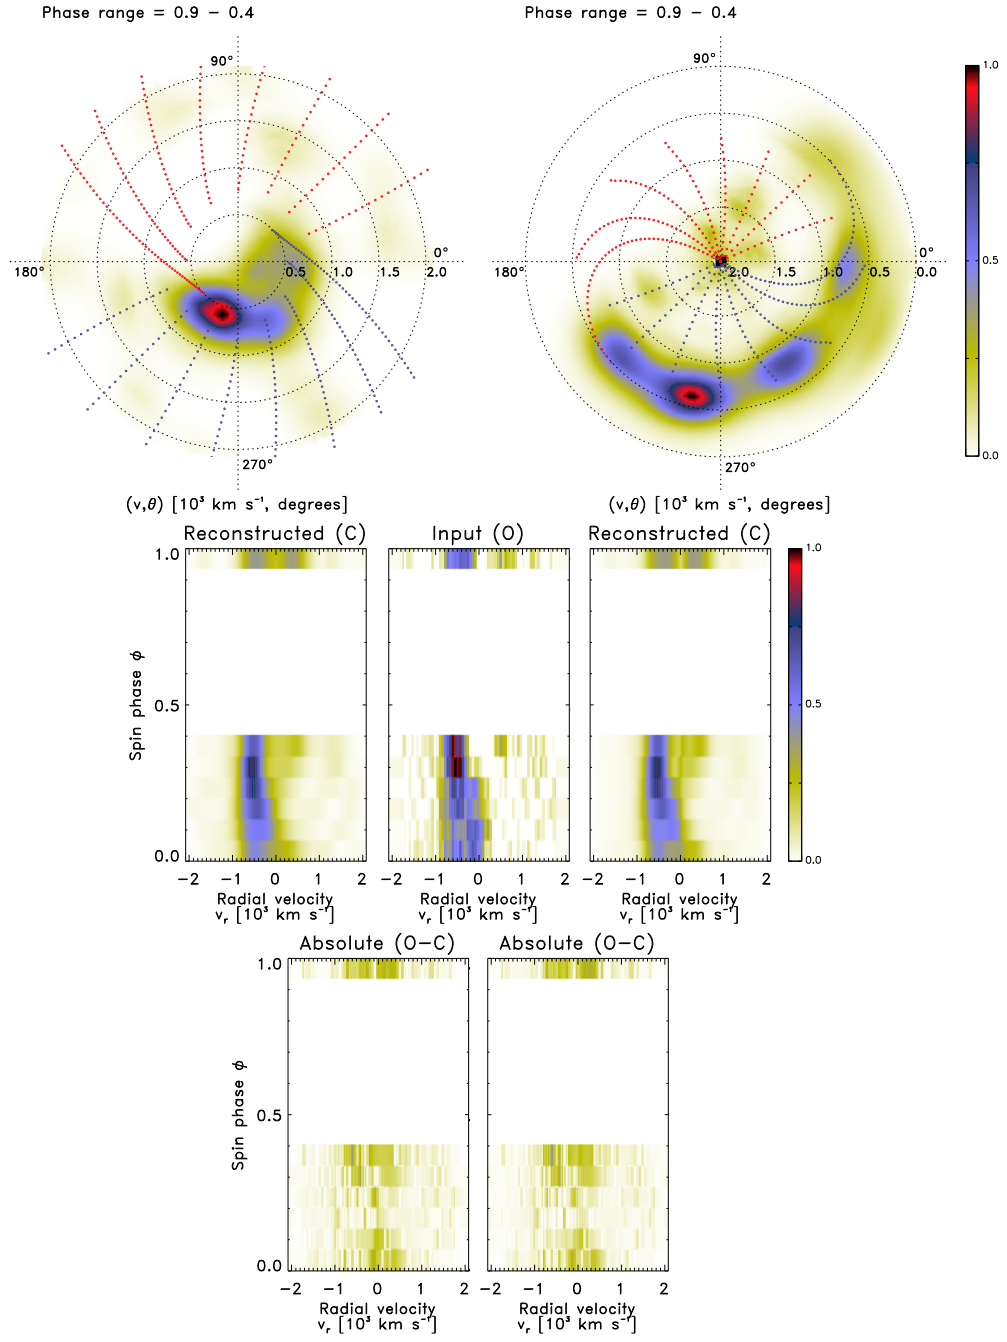 Phase range = 0.9 − 0.4
Phase range = 0.9 − 0.4
90°
90°
1.0
180°
0.5 1.0 1.5 2.0
0°
180°
2.0 1.5 1.0 0.5 0.0
0°
0.5
270°
270°
0.0
(v,θ) [10³ km s⁻¹, degrees]
(v,θ) [10³ km s⁻¹, degrees]
Reconstructed (C)
Input (O)
Reconstructed (C)
1.0
1.0
Spin phase ϕ
0.5
0.5
0.0
0.0
−2 −1 0 1 2
−2 −1 0 1 2
−2 −1 0 1 2
Radial velocity
vᵣ [10³ km s⁻¹]
Radial velocity
vᵣ [10³ km s⁻¹]
Radial velocity
vᵣ [10³ km s⁻¹]
Absolute (O−C)
Absolute (O−C)
1.0
Spin phase ϕ
0.5
0.0
−2 −1 0 1 2
−2 −1 0 1 2
Radial velocity
vᵣ [10³ km s⁻¹]
Radial velocity
vᵣ [10³ km s⁻¹]